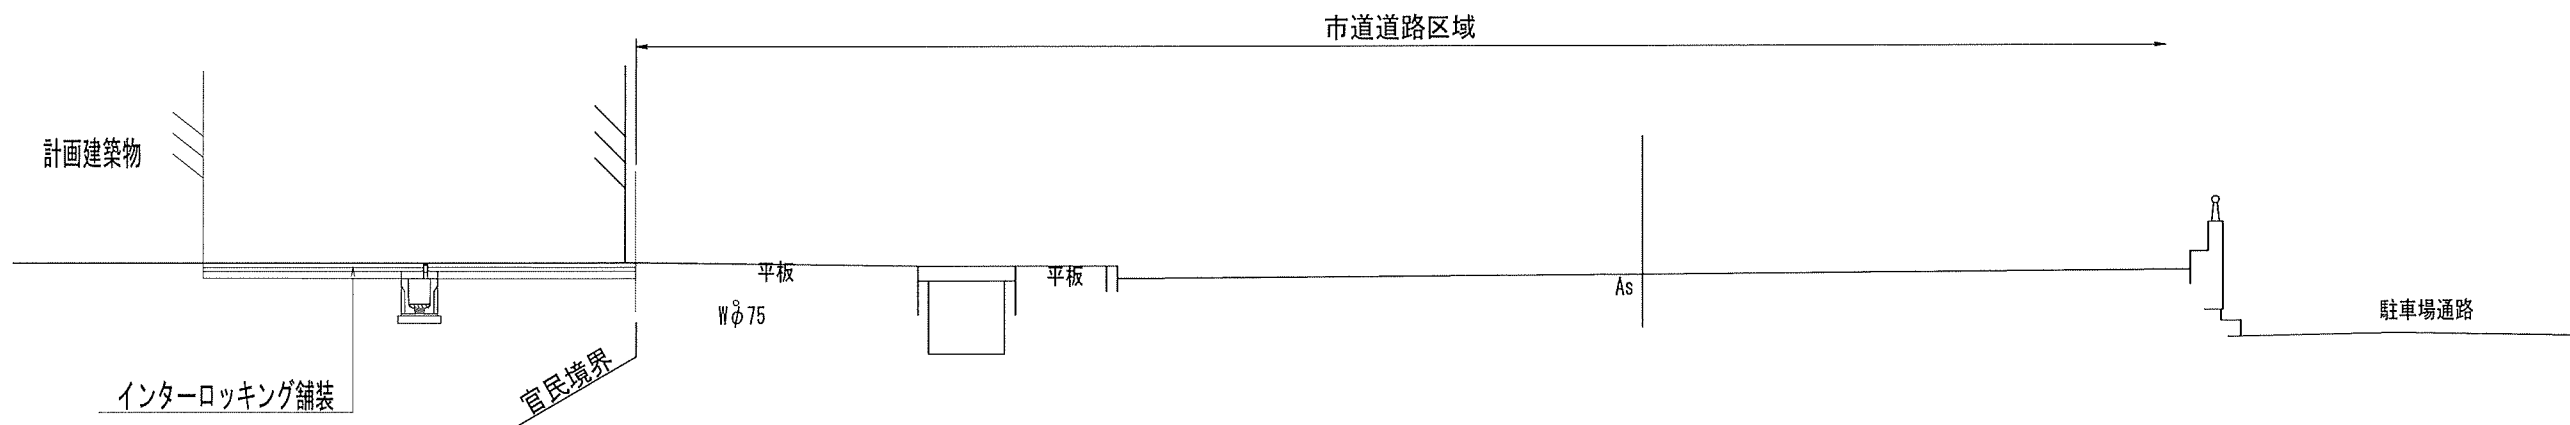 市道道路区域
計画建築物
平板
平板
As
Wφ75
駐車場通路
インターロッキング舗装
官民境界